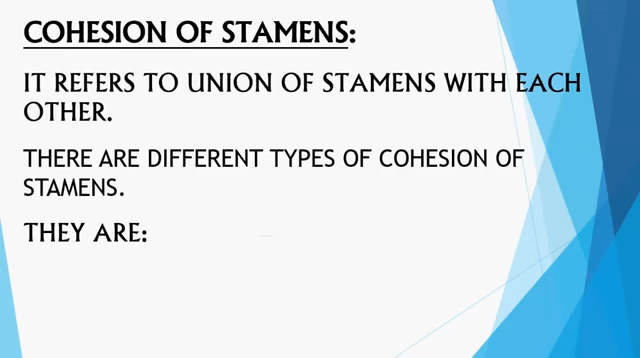 COHESION OF STAMENS:
IT REFERS TO UNION OF STAMENS WITH EACH
OTHER.
THERE ARE DIFFERENT TYPES OF COHESION OF
STAMENS.
THEY ARE: